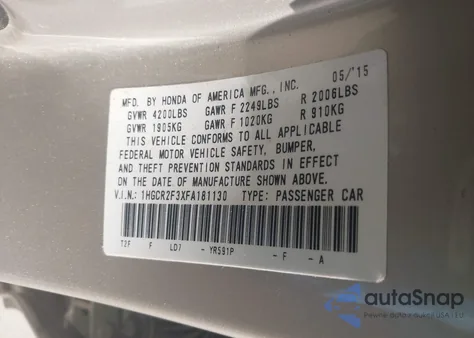 MFD. BY HONDA OF AMERICA MFG., INC. 05/'15
GVWR 4200LBS GAWR F 2249LBS R 2006LBS
GVWR 1905KG GAWR F 1020KG R 910KG
THIS VEHICLE CONFORMS TO ALL APPLICABLE
FEDERAL MOTOR VEHICLE SAFETY, BUMPER,
AND THEFT PREVENTION STANDARDS IN EFFECT
ON THE DATE OF MANUFACTURE SHOWN ABOVE.
V.I.N.: 1HGCR2F3XFA181130 TYPE: PASSENGER CAR
T2F F LD7 - YR591P -F -A
autoSnap